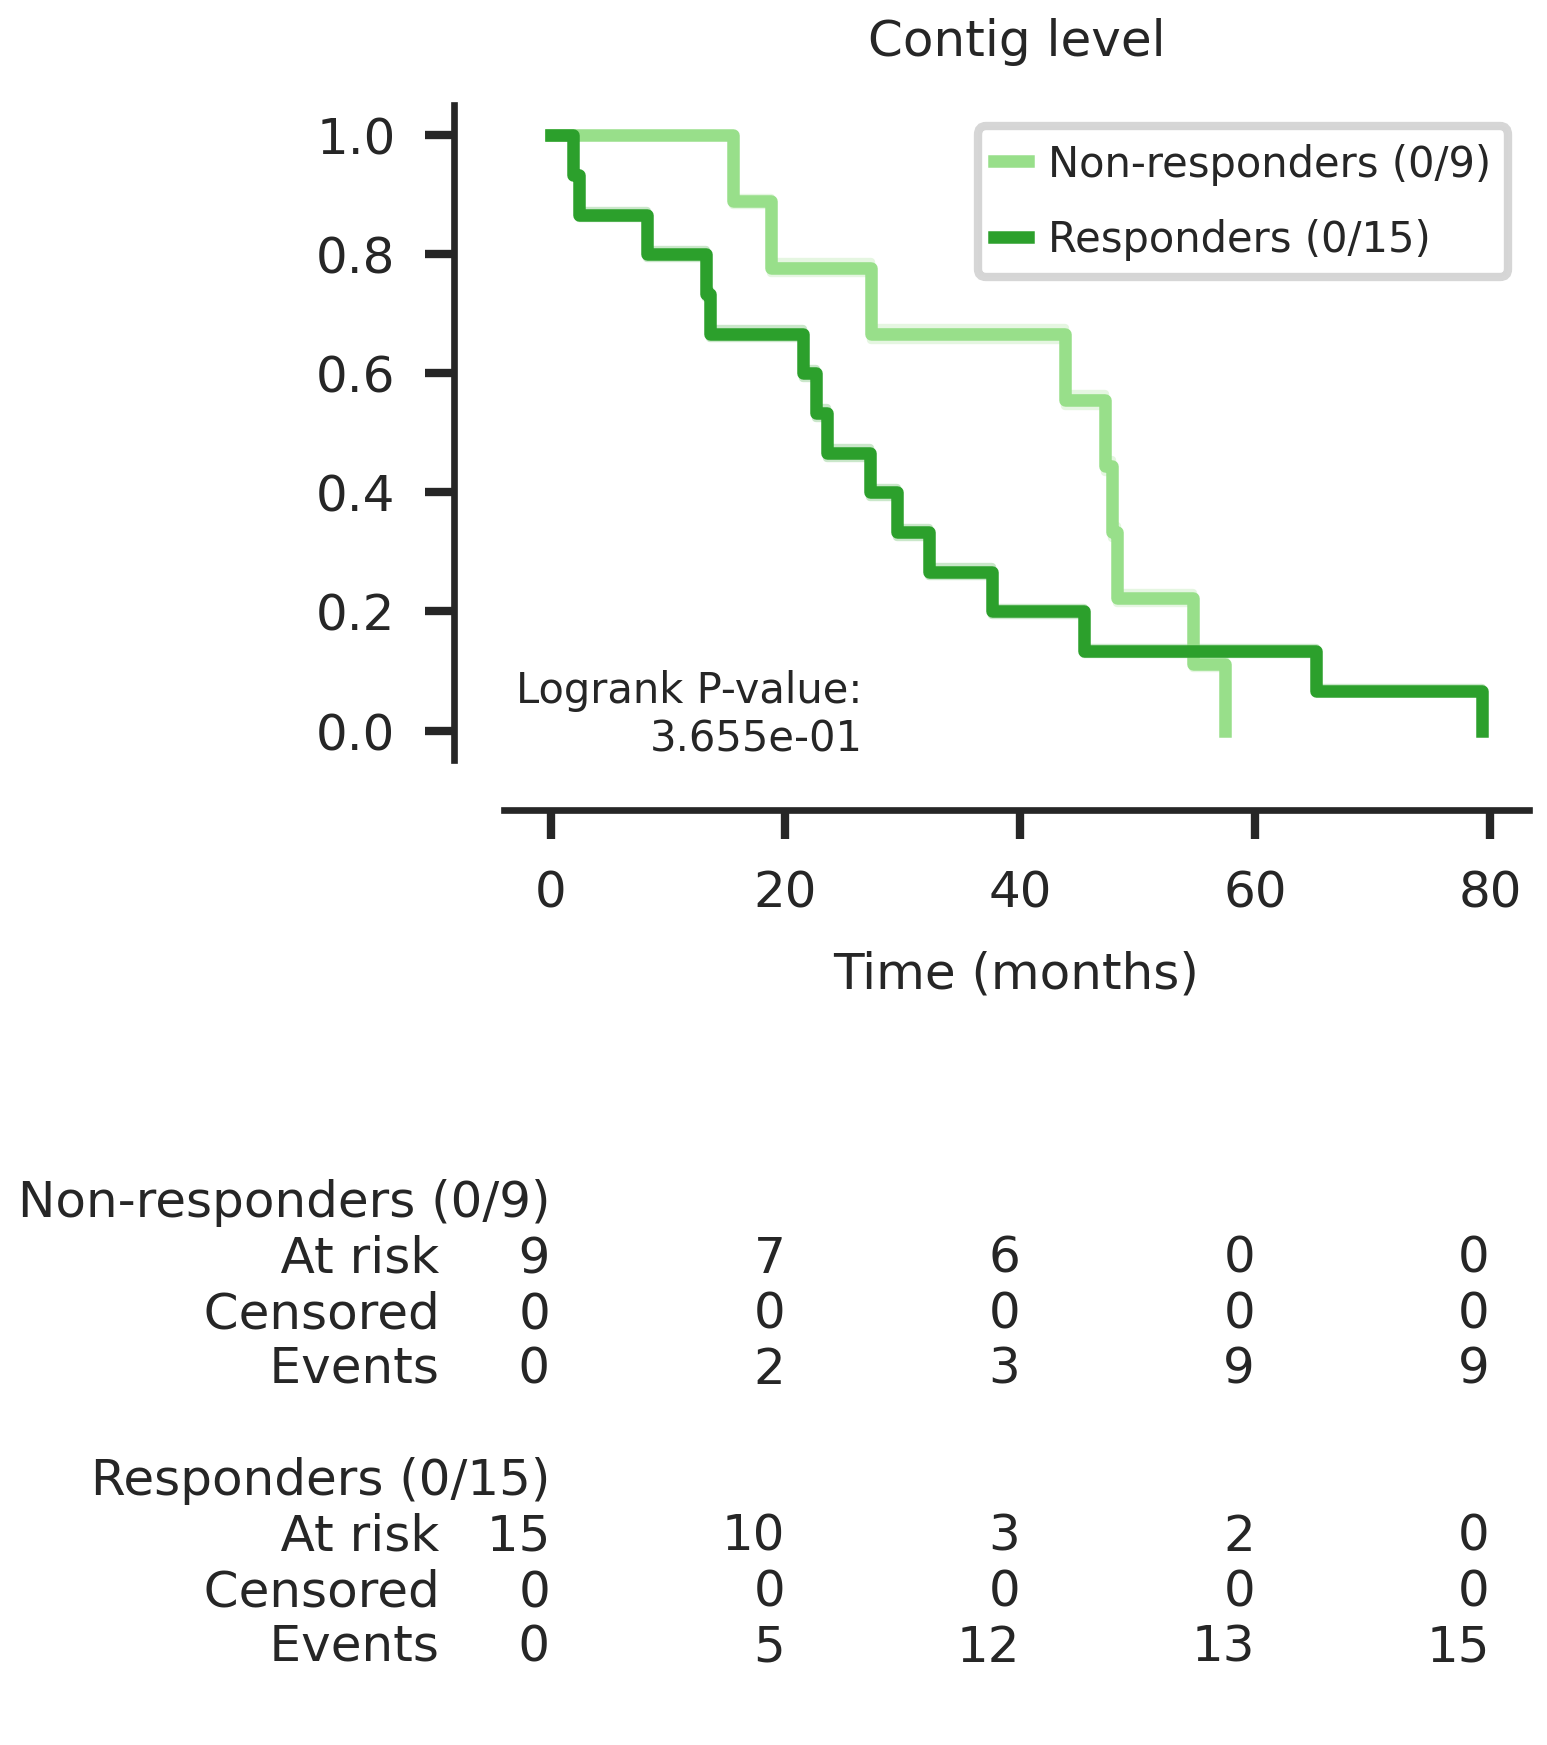 Contig level
1.0
0.8
0.6
0.4
0.2
0.0
Non-responders (0/9)
Responders (0/15)
Logrank P-value:
3.655e-01
0 20 40 60 80
Time (months)
Non-responders (0/9)
At risk 9 7 6 0 0
Censored 0 0 0 0 0
Events 0 2 3 9 9
Responders (0/15)
At risk 15 10 3 2 0
Censored 0 0 0 0 0
Events 0 5 12 13 15